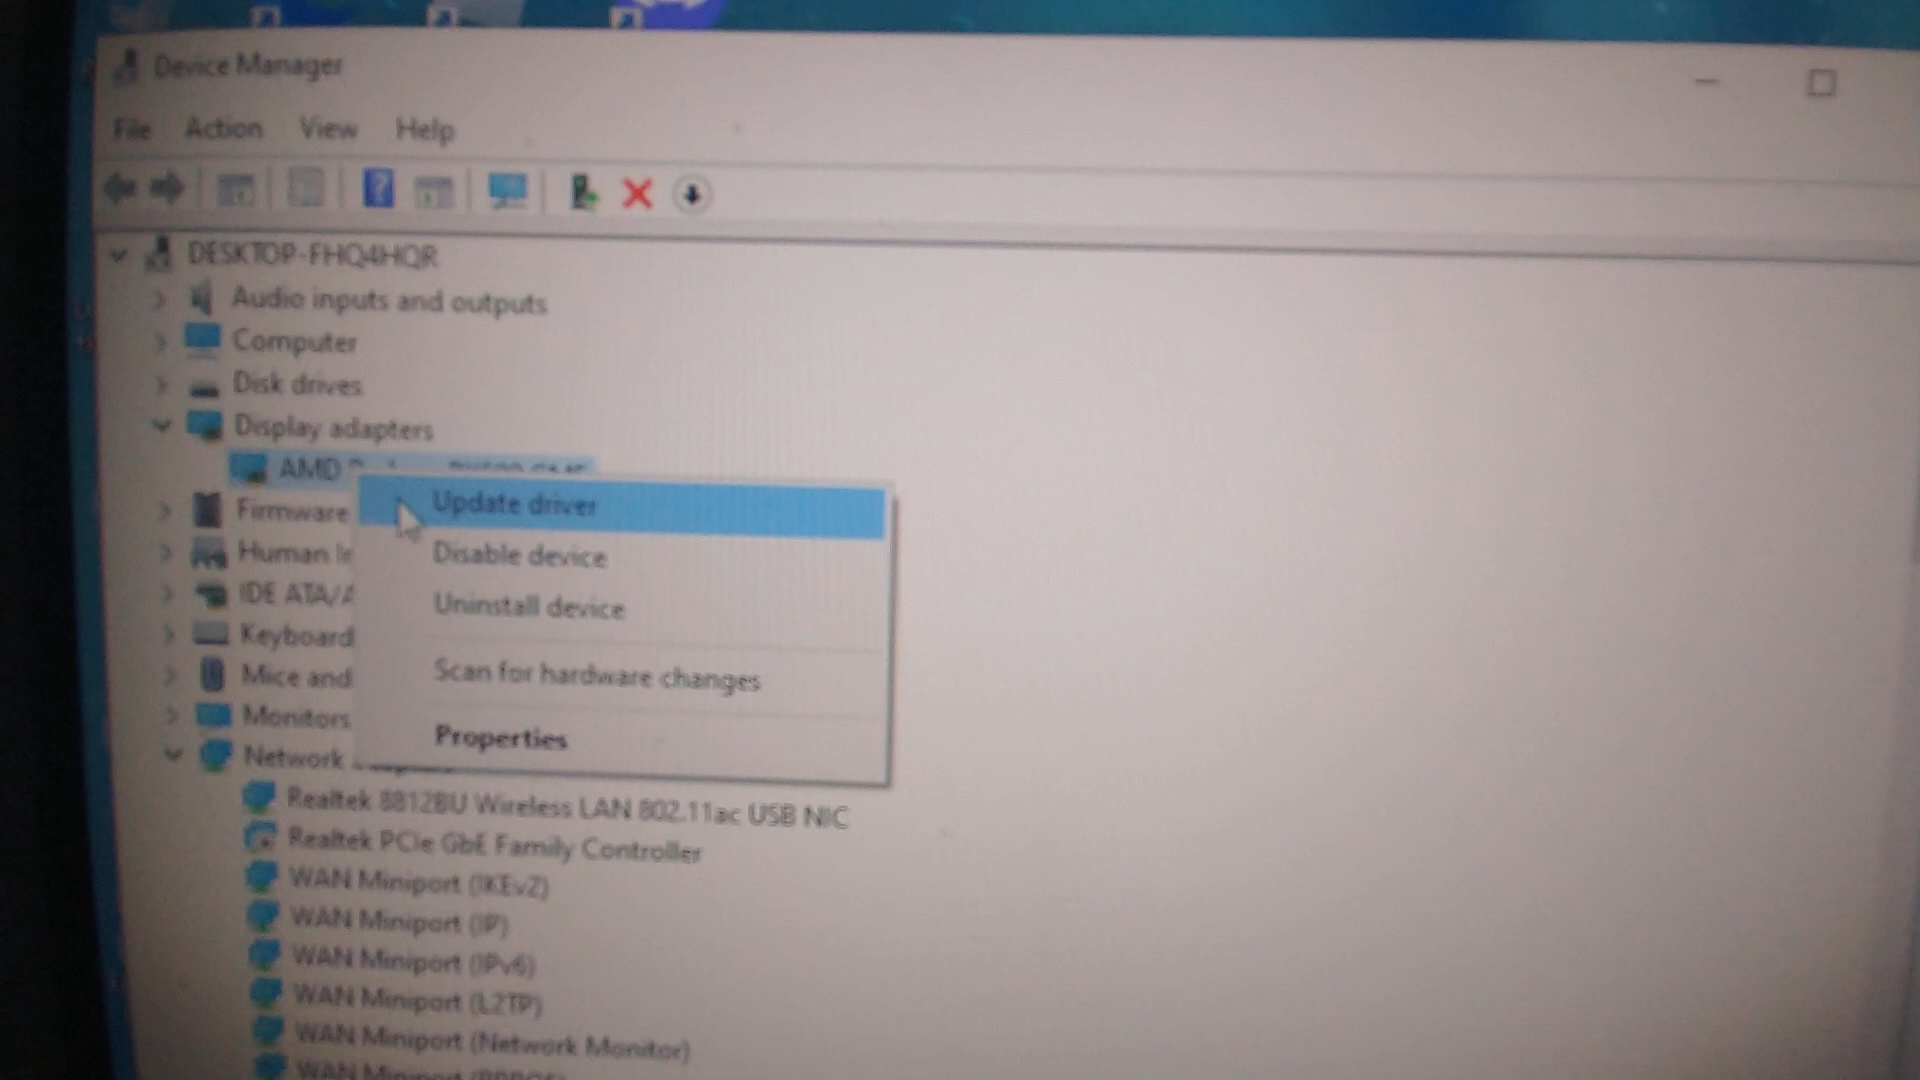 Device Manager
File Action View Help
DESKTOP-FHQ4HQR
Audio inputs and outputs
Computer
Disk drives
Display adapters
AMD
Update driver
Firmware
Disable device
Human
IDE ATA/A
Uninstall device
Keyboard
Mice and
Scan for hardware changes
Monitors
Properties
Network
Realtek 8812BU Wireless LAN 802.11ac USB NIC
Realtek PCIe GbE Family Controller
WAN Miniport (IKEv2)
WAN Miniport (IP)
WAN Miniport (IPv6)
WAN Miniport (L2TP)
WAN Miniport (Network Monitor)
WAN Miniport